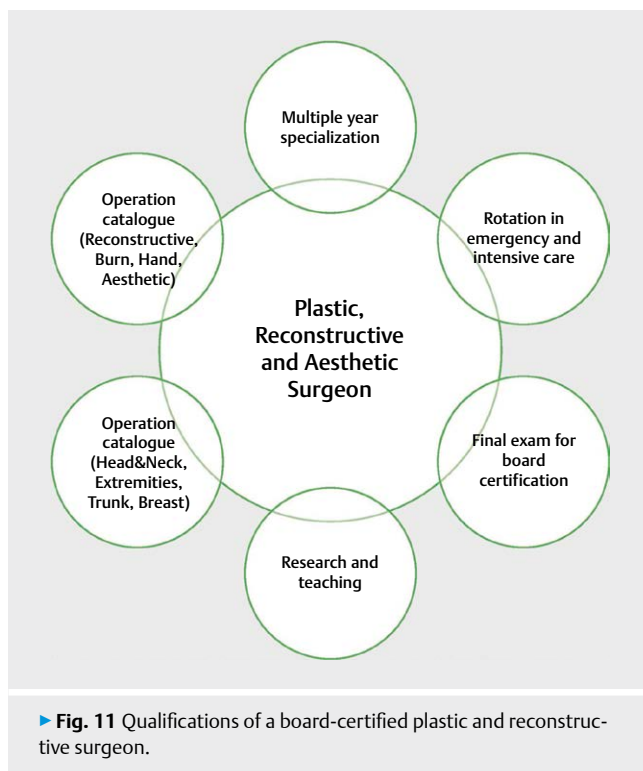 Multiple year
specialization
Operation
catalogue
(Reconstructive,
Burn, Hand,
Aesthetic)
Rotation in
emergency and
intensive care
Plastic,
Reconstructive
and Aesthetic
Surgeon
Operation
catalogue
(Head&Neck,
Extremities,
Trunk, Breast)
Final exam for
board
certification
Research and
teaching
▶ Fig. 11 Qualifications of a board-certified plastic and reconstruc-
tive surgeon.